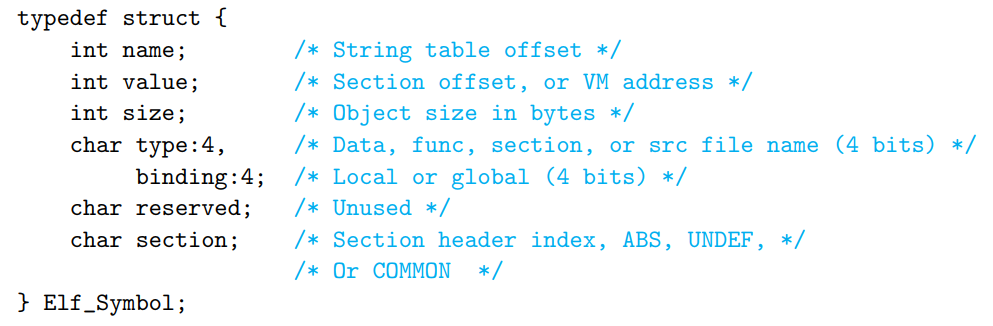 typedef struct {
    int name;        /* String table offset */
    int value;       /* Section offset, or VM address */
    int size;        /* Object size in bytes */
    char type:4,     /* Data, func, section, or src file name (4 bits) */
         binding:4;  /* Local or global (4 bits) */
    char reserved;   /* Unused */
    char section;    /* Section header index, ABS, UNDEF, */
                     /* Or COMMON  */
} Elf_Symbol;